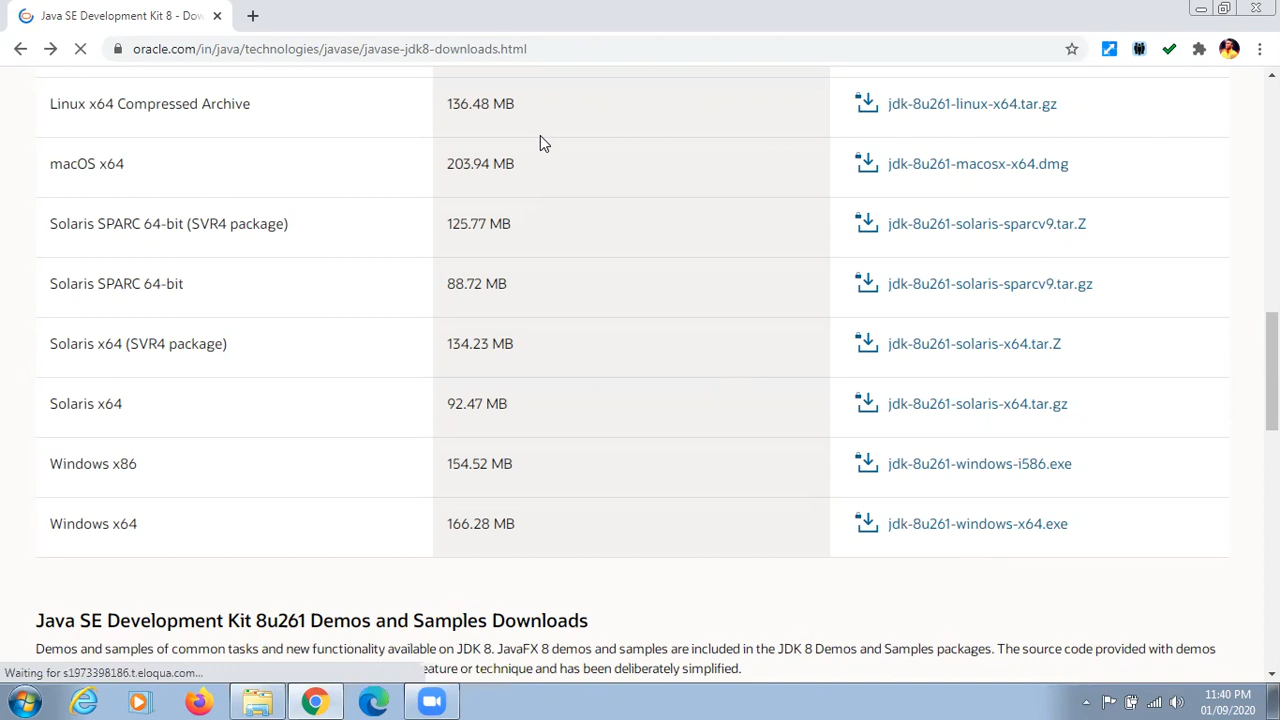 Java SE Development Kit 8 - Dow
oracle.com/in/java/technologies/javase/javase-jdk8-downloads.html
Linux x64 Compressed Archive 136.48 MB jdk-8u261-linux-x64.tar.gz
macOS x64 203.94 MB jdk-8u261-macosx-x64.dmg
Solaris SPARC 64-bit (SVR4 package) 125.77 MB jdk-8u261-solaris-sparcv9.tar.Z
Solaris SPARC 64-bit 88.72 MB jdk-8u261-solaris-sparcv9.tar.gz
Solaris x64 (SVR4 package) 134.23 MB jdk-8u261-solaris-x64.tar.Z
Solaris x64 92.47 MB jdk-8u261-solaris-x64.tar.gz
Windows x86 154.52 MB jdk-8u261-windows-i586.exe
Windows x64 166.28 MB jdk-8u261-windows-x64.exe
Java SE Development Kit 8u261 Demos and Samples Downloads
Demos and samples of common tasks and new functionality available on JDK 8. JavaFX 8 demos and samples are included in the JDK 8 Demos and Samples packages. The source code provided with demos
Waiting for s1973398186.t.eloqua.com... eature or technique and has been deliberately simplified.
11:40 PM
01/09/2020